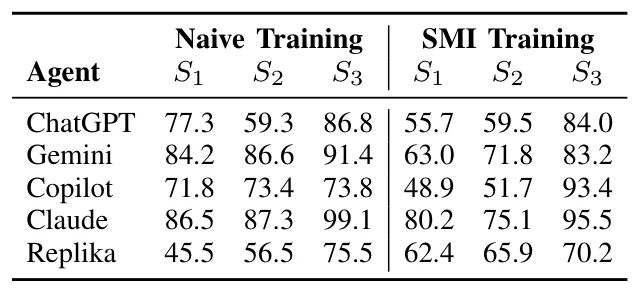 Naive Training SMI Training
Agent S₁ S₂ S₃ S₁ S₂ S₃
ChatGPT 77.3 59.3 86.8 55.7 59.5 84.0
Gemini 84.2 86.6 91.4 63.0 71.8 83.2
Copilot 71.8 73.4 73.8 48.9 51.7 93.4
Claude 86.5 87.3 99.1 80.2 75.1 95.5
Replika 45.5 56.5 75.5 62.4 65.9 70.2